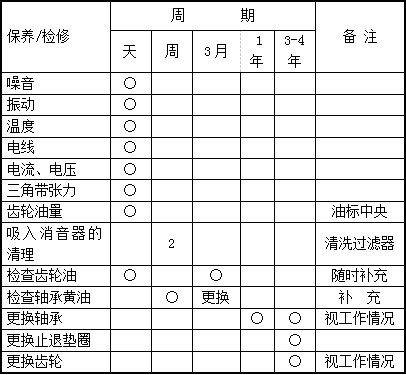 周 期
保养/检修 天 周 3月 1年 3-4年 备 注
噪音 ○
振动 ○
温度 ○
电线 ○
电流、电压 ○
三角带张力 ○
齿轮油量 ○ 油标中央
吸入消音器的清理 2 清洗过滤器
检查齿轮油 ○ ○ 随时补充
检查轴承黄油 ○ 更换 补 充
更换轴承 ○ ○ 视工作情况
更换止退垫圈 ○
更换齿轮 ○ 视工作情况